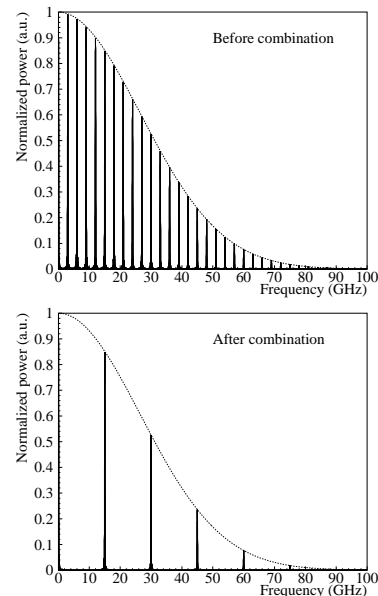 Normalized power (a.u.)
1
0.9
0.8
0.7
0.6
0.5
0.4
0.3
0.2
0.1
0
Before combination
0 10 20 30 40 50 60 70 80 90 100
Frequency (GHz)
Normalized power (a.u.)
1
0.9
0.8
0.7
0.6
0.5
0.4
0.3
0.2
0.1
0
After combination
0 10 20 30 40 50 60 70 80 90 100
Frequency (GHz)